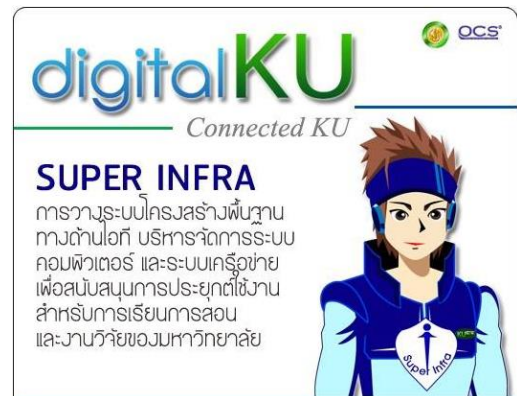 OCS
digitalKU
Connected KU
SUPER INFRA
การวางระบบโครงสร้างพื้นฐาน
ทางด้านไอที บริหารจัดการระบบ
คอมพิวเตอร์ และระบบเครือข่าย
เพื่อสนับสนุนการประยุกต์ใช้งาน
สำหรับการเรียนการสอน
และงานวิจัยของมหาวิทยาลัย
Super Infra